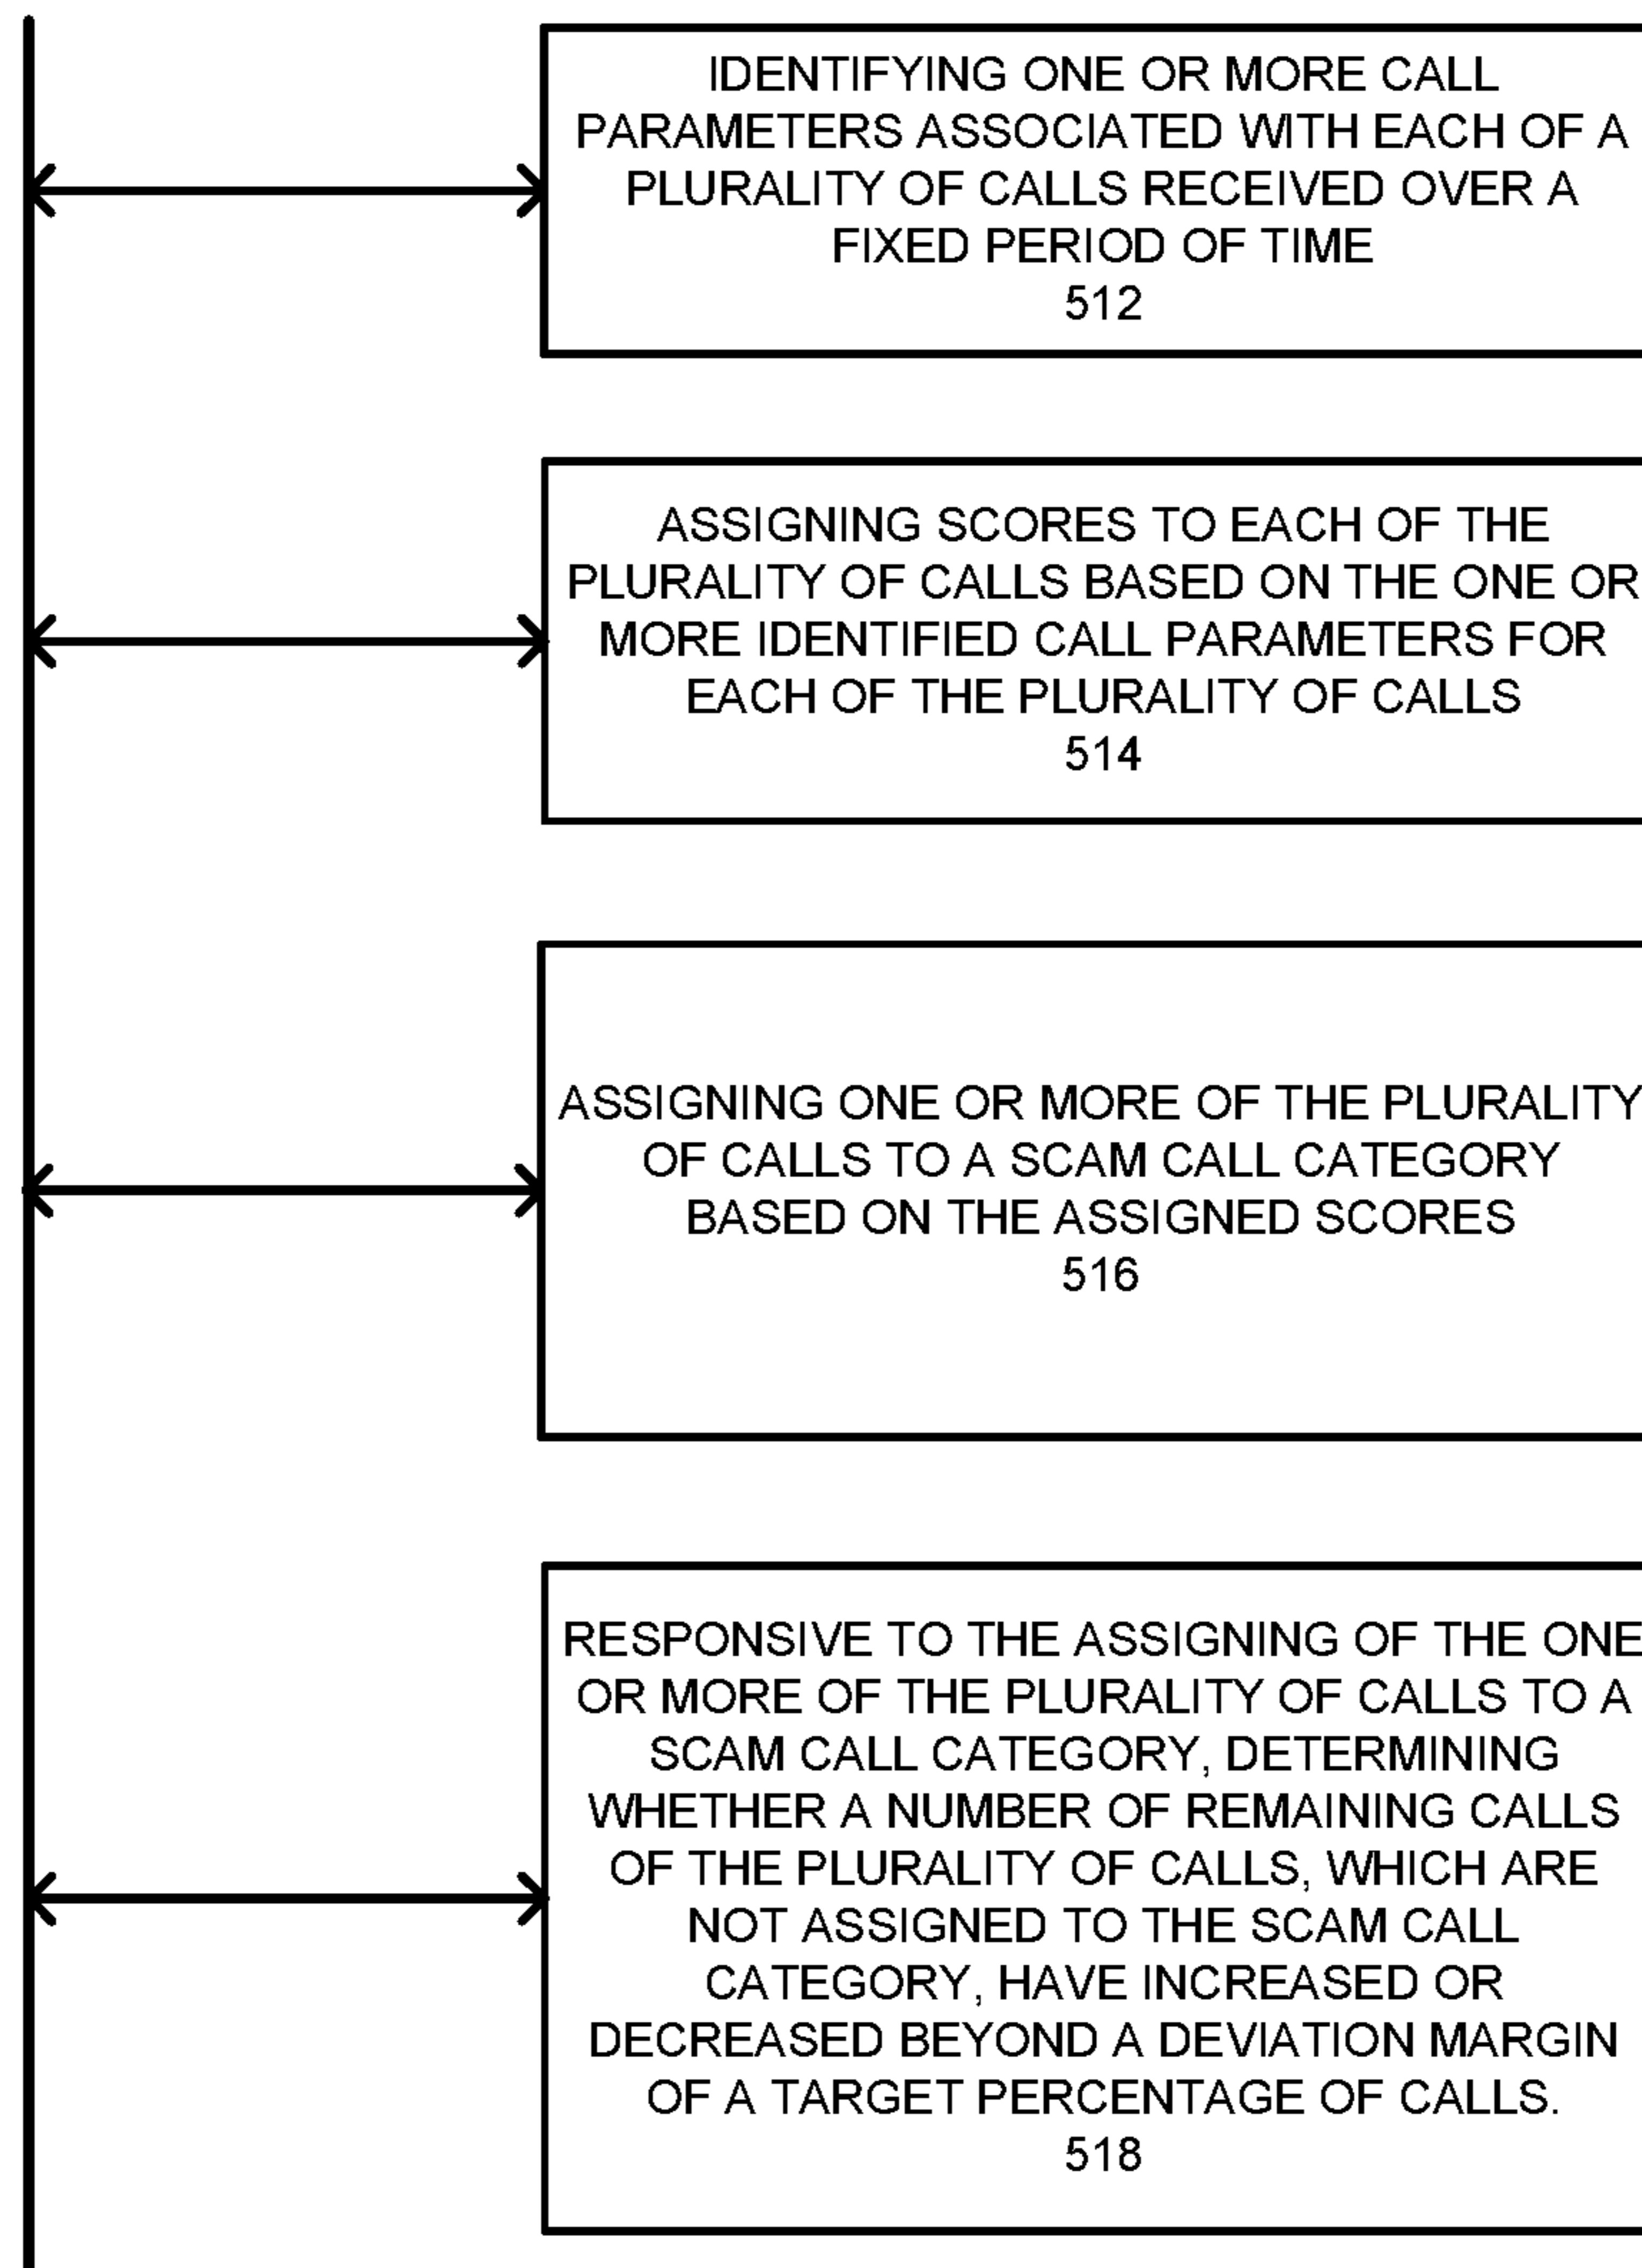 IDENTIFYING ONE OR MORE CALL
PARAMETERS ASSOCIATED WITH EACH OF A
PLURALITY OF CALLS RECEIVED OVER A
FIXED PERIOD OF TIME
512
ASSIGNING SCORES TO EACH OF THE
PLURALITY OF CALLS BASED ON THE ONE OR
MORE IDENTIFIED CALL PARAMETERS FOR
EACH OF THE PLURALITY OF CALLS
514
ASSIGNING ONE OR MORE OF THE PLURALITY
OF CALLS TO A SCAM CALL CATEGORY
BASED ON THE ASSIGNED SCORES
516
RESPONSIVE TO THE ASSIGNING OF THE ONE
OR MORE OF THE PLURALITY OF CALLS TO A
SCAM CALL CATEGORY, DETERMINING
WHETHER A NUMBER OF REMAINING CALLS
OF THE PLURALITY OF CALLS, WHICH ARE
NOT ASSIGNED TO THE SCAM CALL
CATEGORY, HAVE INCREASED OR
DECREASED BEYOND A DEVIATION MARGIN
OF A TARGET PERCENTAGE OF CALLS.
518